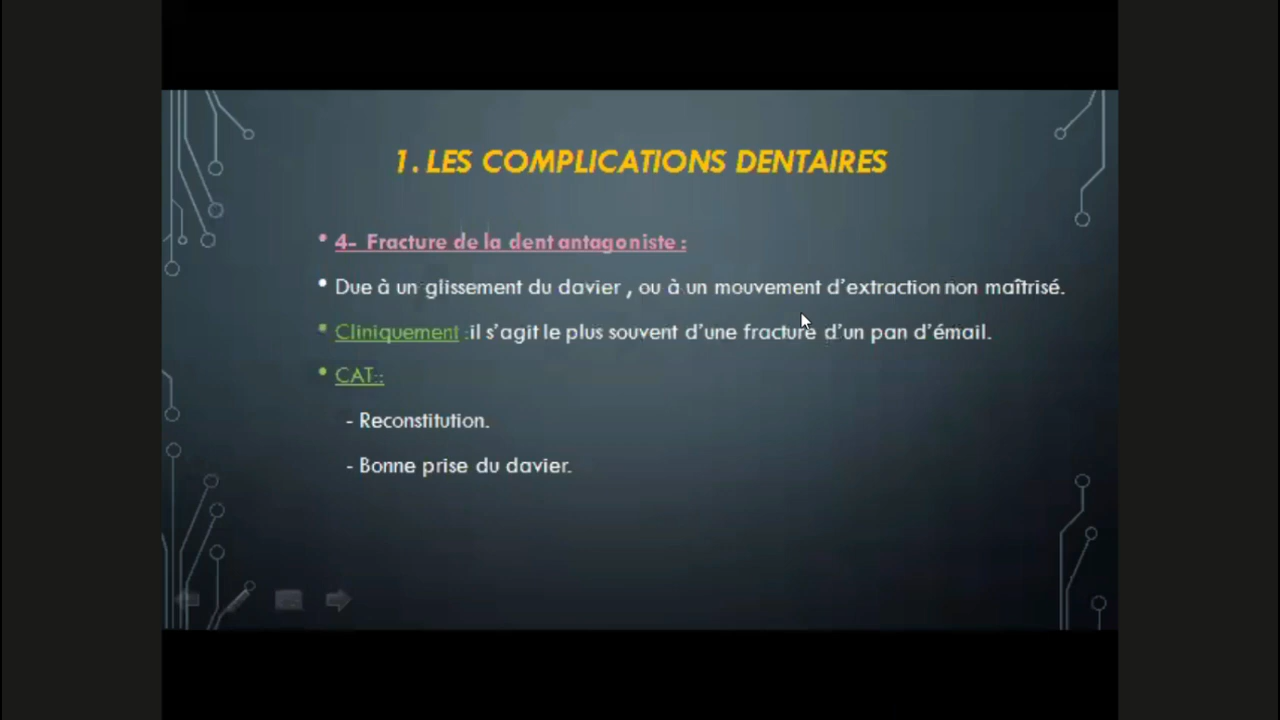 1. LES COMPLICATIONS DENTAIRES
• 4- Fracture de la dent antagoniste :
• Due à un glissement du davier , ou à un mouvement d'extraction non maîtrisé.
• Cliniquement :il s'agit le plus souvent d'une fracture d'un pan d'émail.
• CAT::
- Reconstitution.
- Bonne prise du davier.